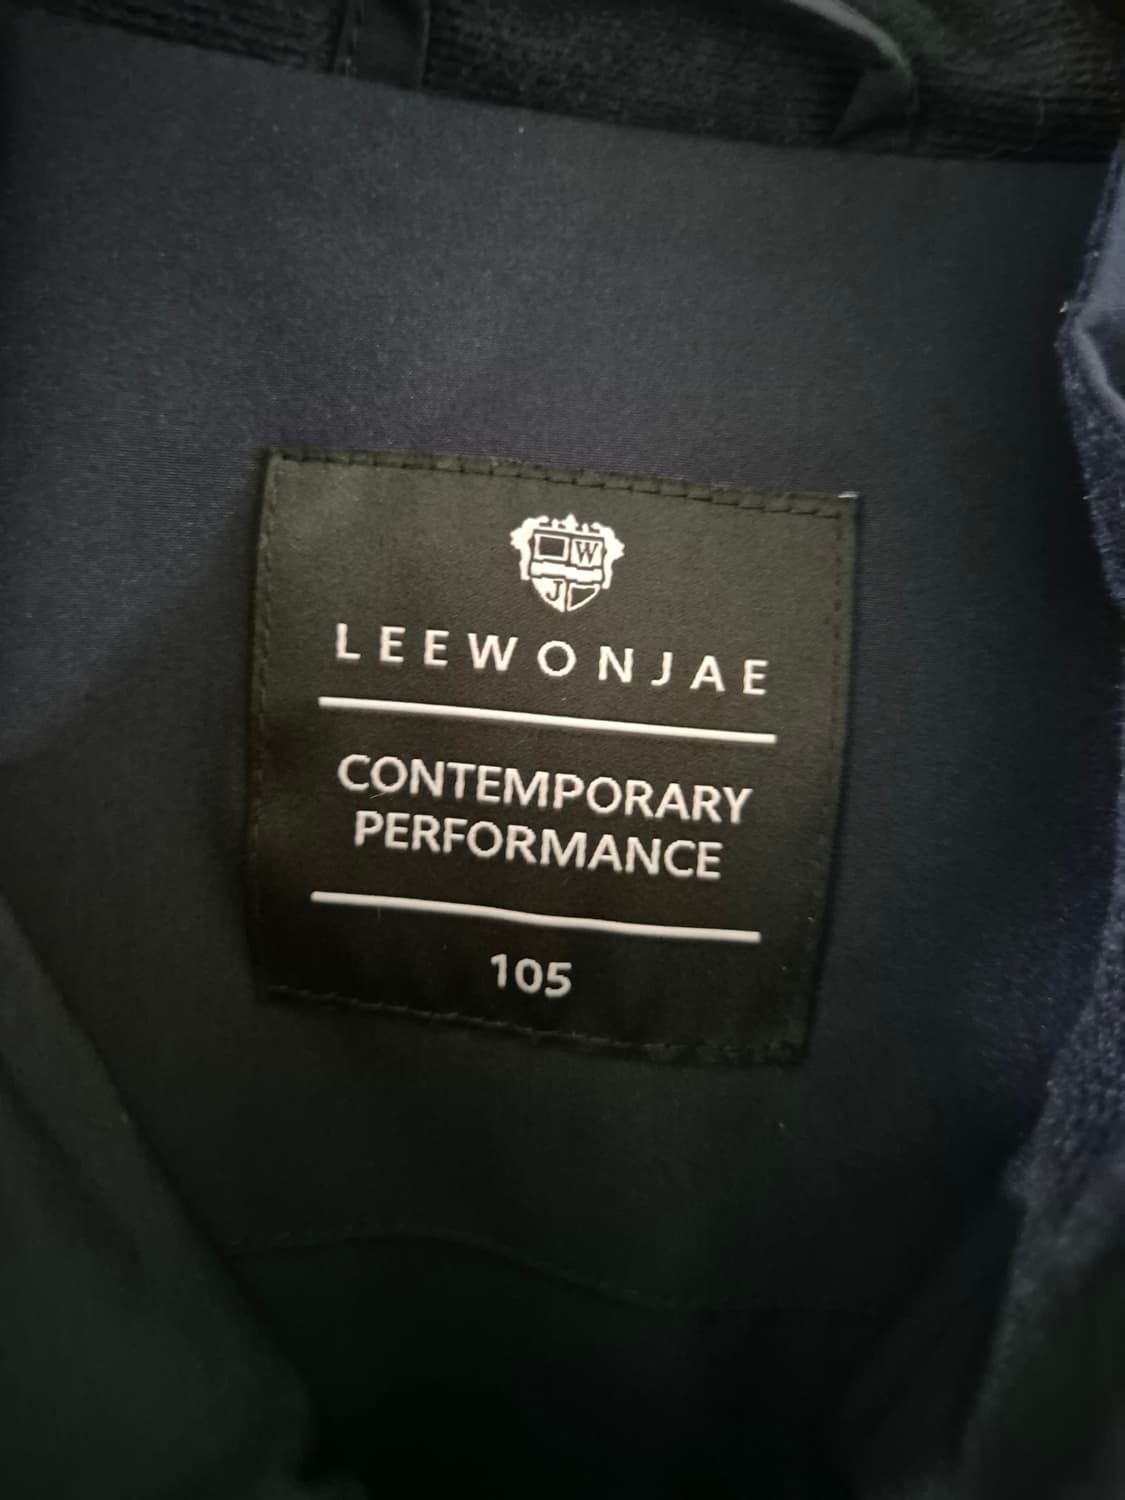 W
J
LEEWONJAE
CONTEMPORARY
PERFORMANCE
105